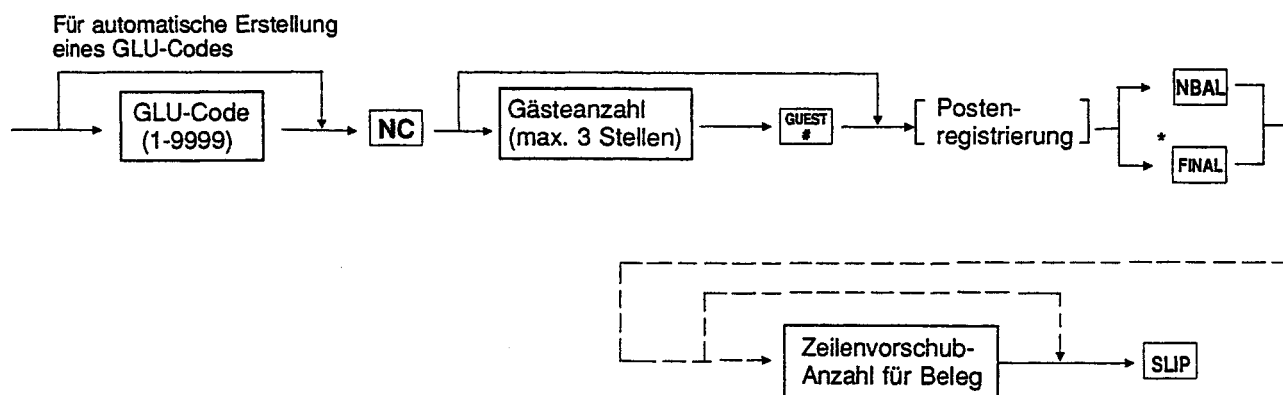 Für automatische Erstellung
eines GLU-Codes
GLU-Code
(1-9999)
NC
Gästeanzahl
(max. 3 Stellen)
GUEST
#
Posten-
registrierung
NBAL
*
FINAL
Zeilenvorschub-
Anzahl für Beleg
SLIP